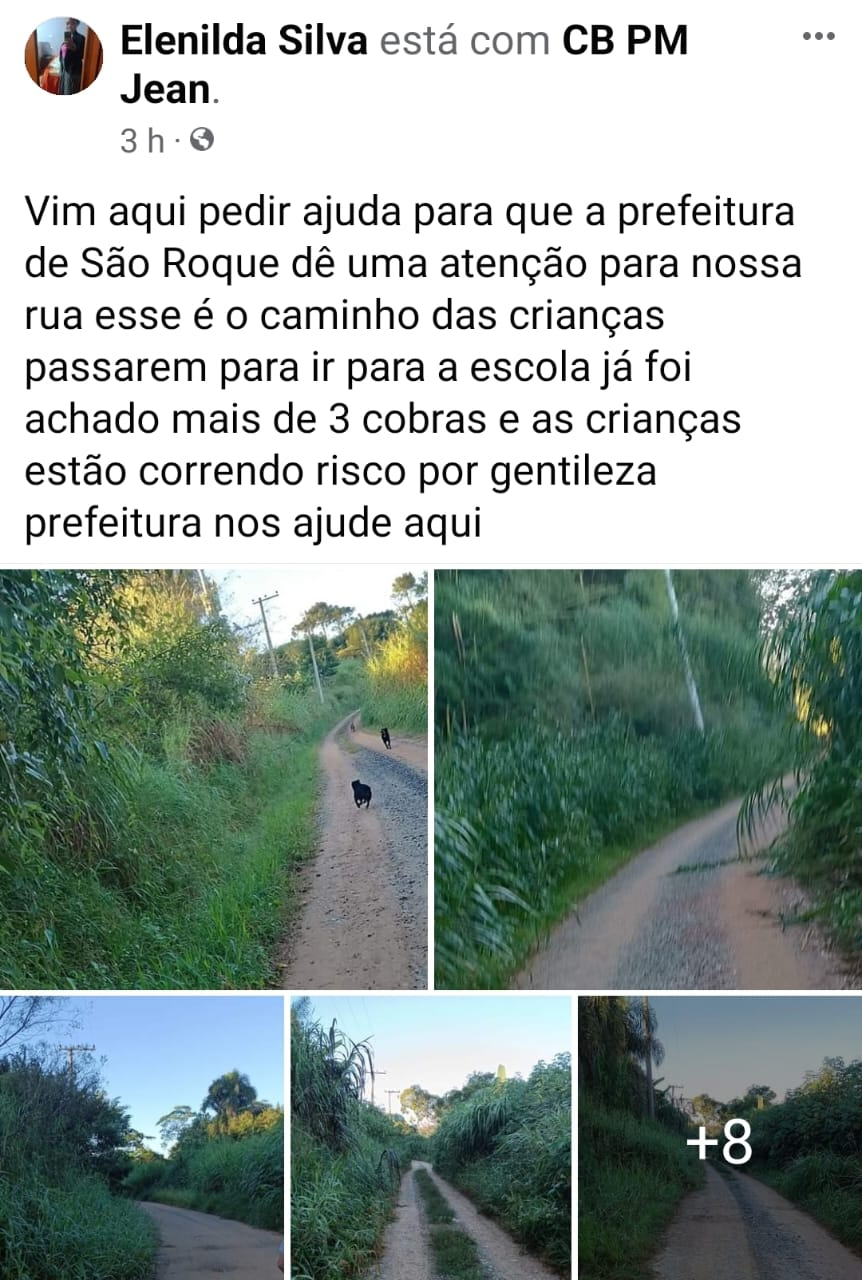 Elenilda Silva está com CB PM
Jean.
3 h ·
Vim aqui pedir ajuda para que a prefeitura
de São Roque dê uma atenção para nossa
rua esse é o caminho das crianças
passarem para ir para a escola já foi
achado mais de 3 cobras e as crianças
estão correndo risco por gentileza
prefeitura nos ajude aqui
+8